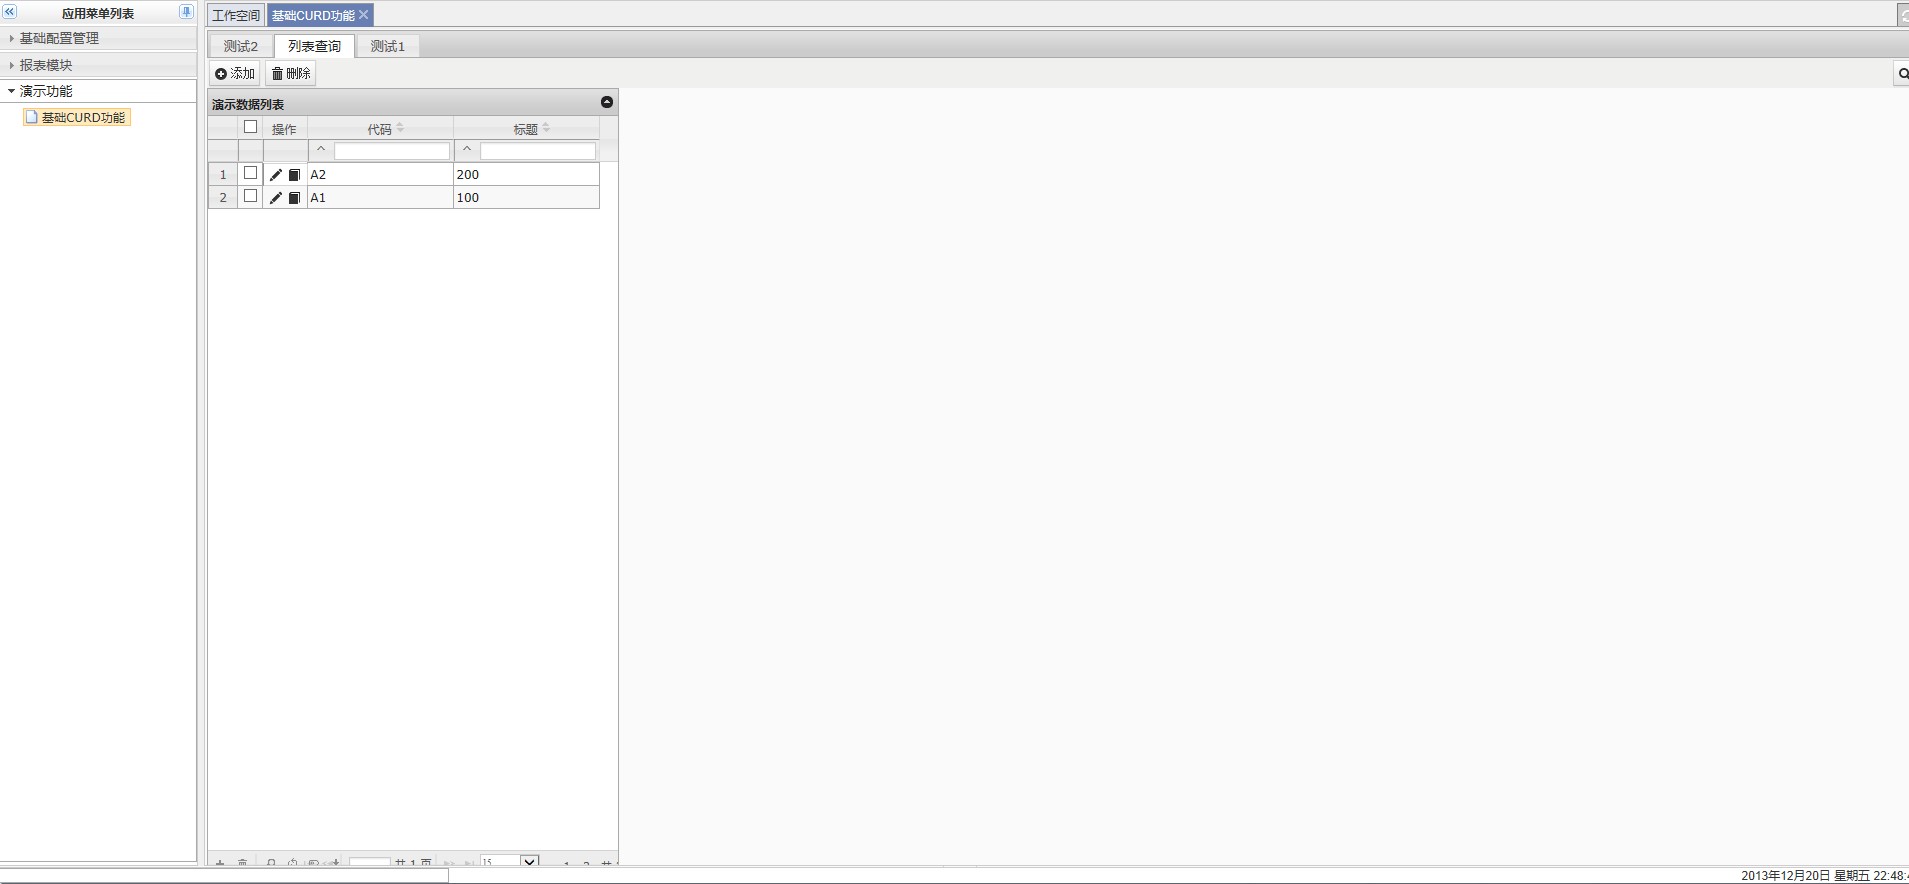 应用菜单列表
基础配置管理
报表模块
演示功能
基础CURD功能
工作空间 基础CURD功能
测试2 列表查询 测试1
添加 删除
演示数据列表
操作 代码 标题
^ ^
1 A2 200
2 A1 100
共 1 页 15
2013年12月20日 星期五 22:48: